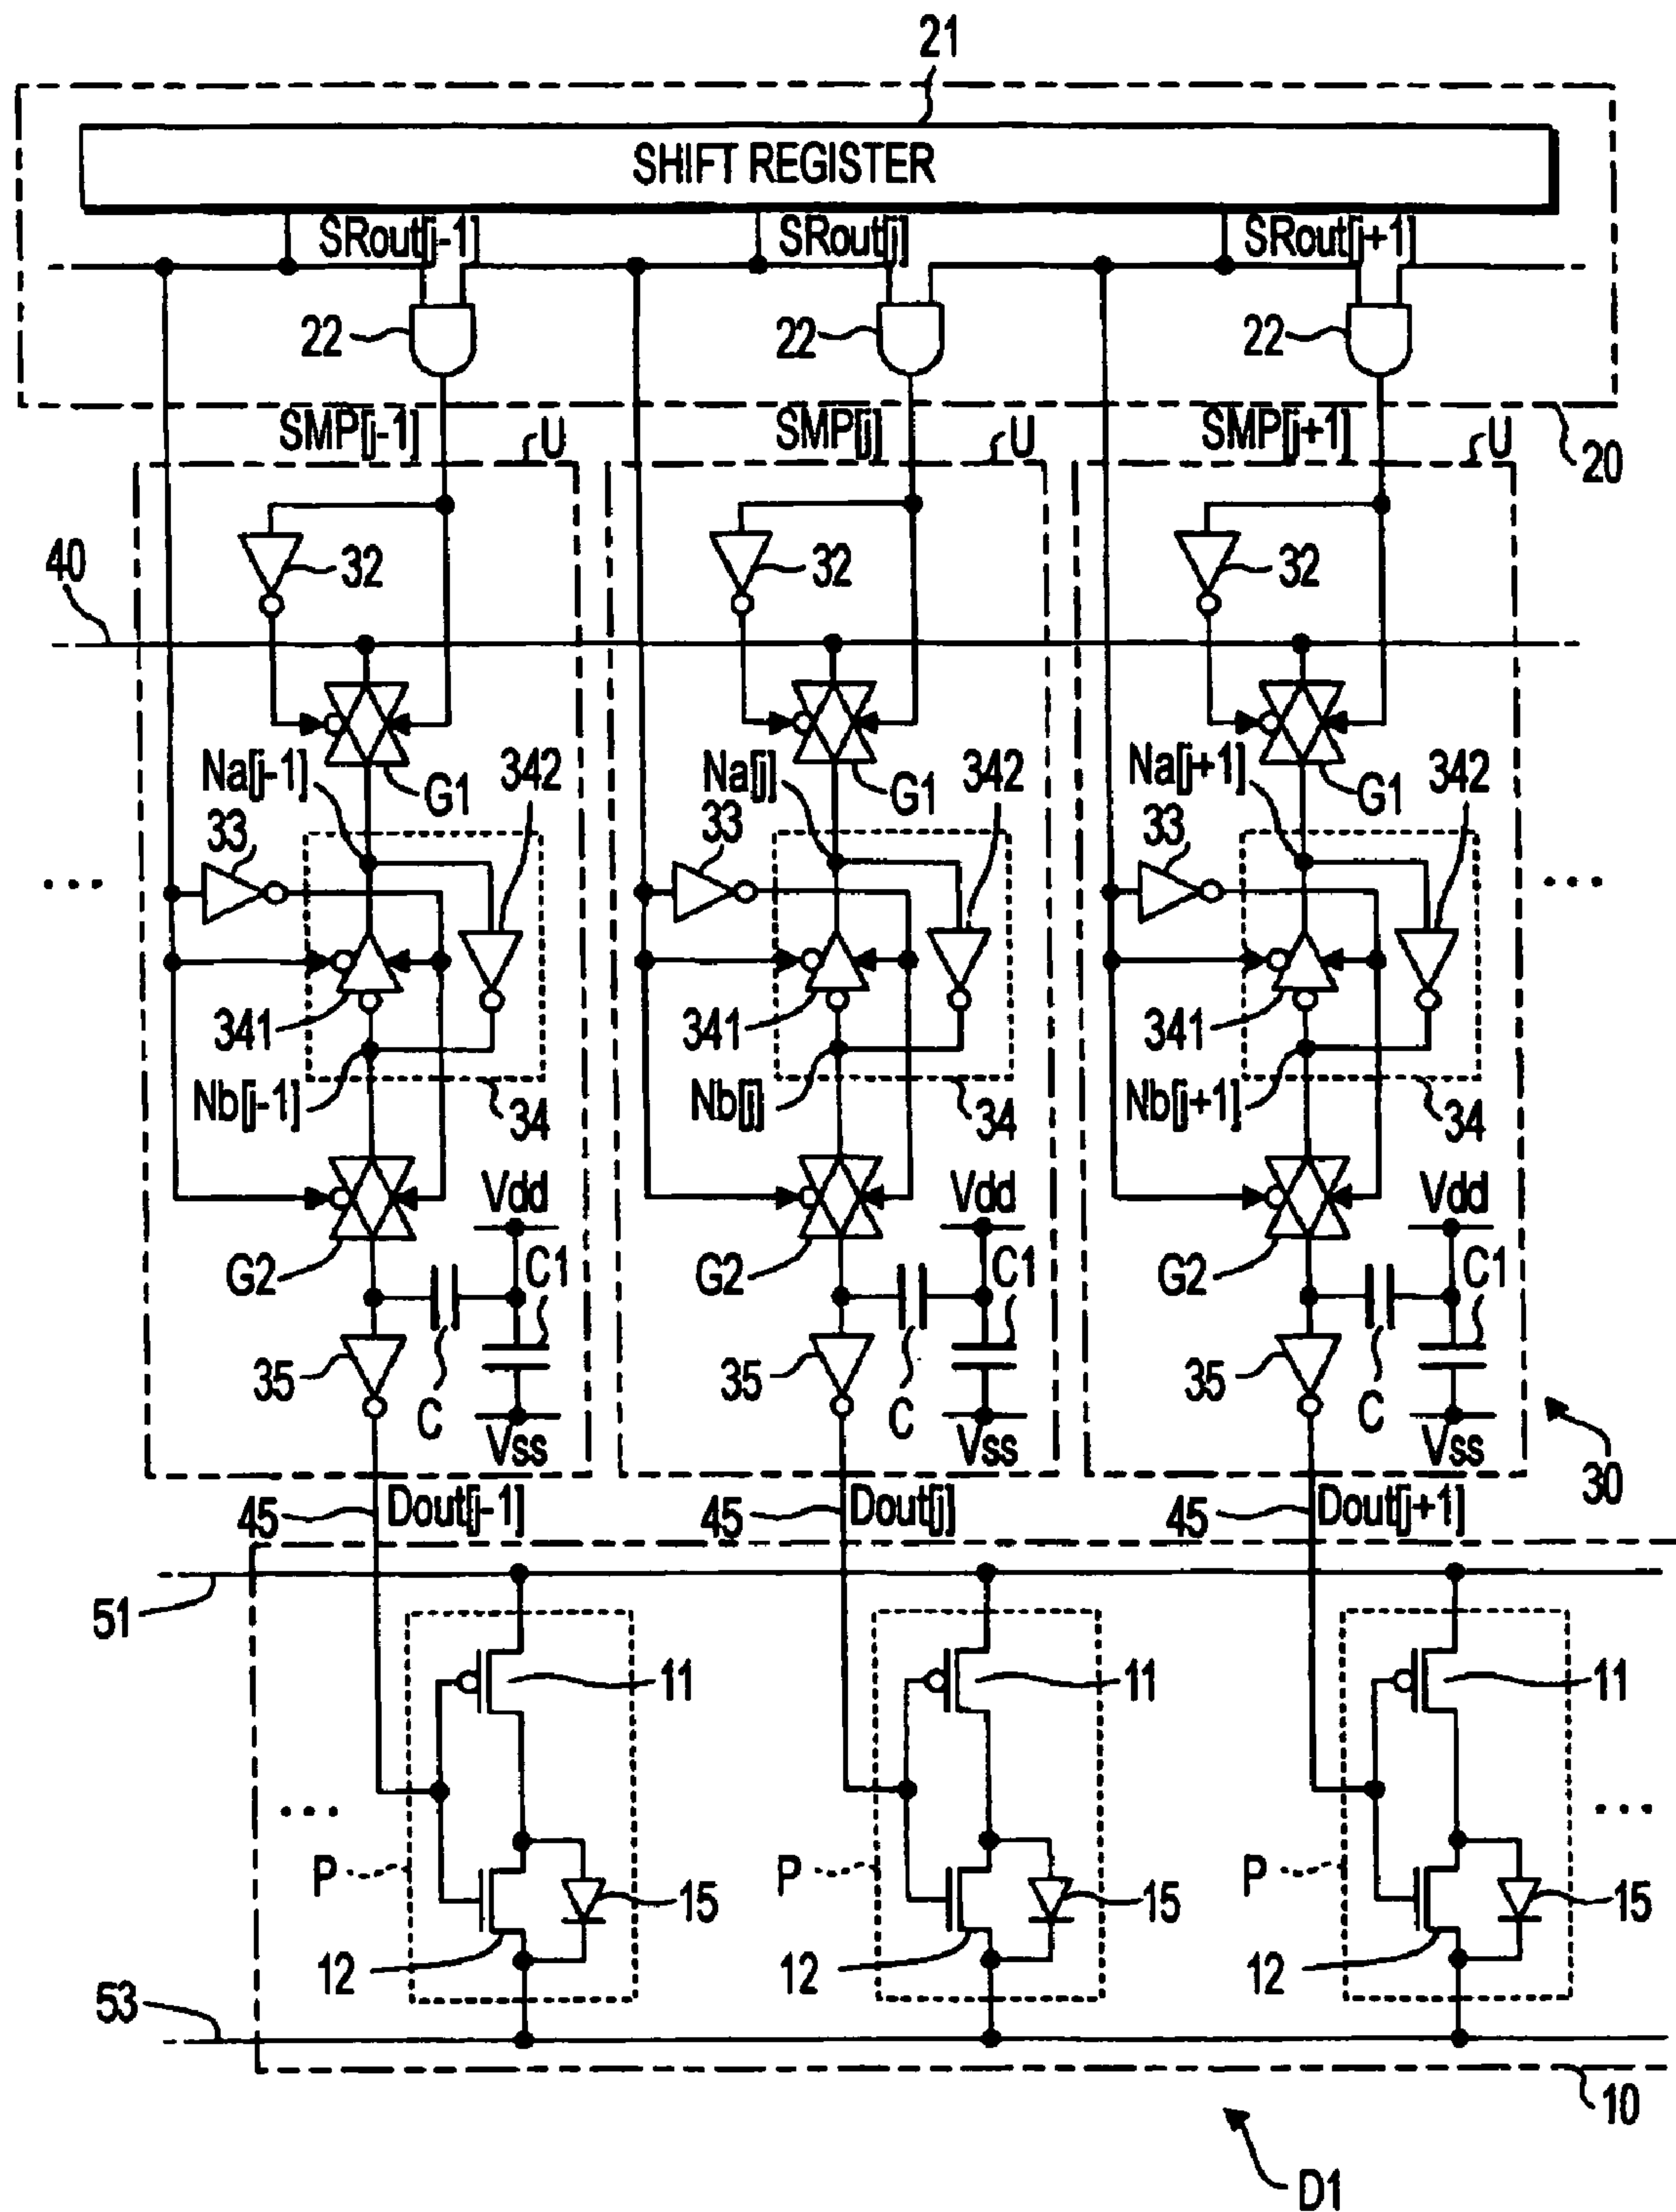 21
SHIFT REGISTER
SRout[j-1] SRout[j] SRout[j+1]
22 22 22
SMP[j-1] U SMP[j] U SMP[j+1] U
20
32 32 32
40
Na[j-1] G1 342 Na[j] G1 342 Na[j+1] G1 342
33 33 33
... ...
341 341 341
Nb[j-1] 34 Nb[j] 34 Nb[j+1] 34
Vdd Vdd Vdd
G2 C1 G2 C1 G2 C1
35 C 35 C 35 C
Vss Vss Vss
30
45 Dout[j-1] 45 Dout[j] 45 Dout[j+1]
51
11 11 11
... ...
P 15 P 15 P 15
12 12 12
53
10
D1